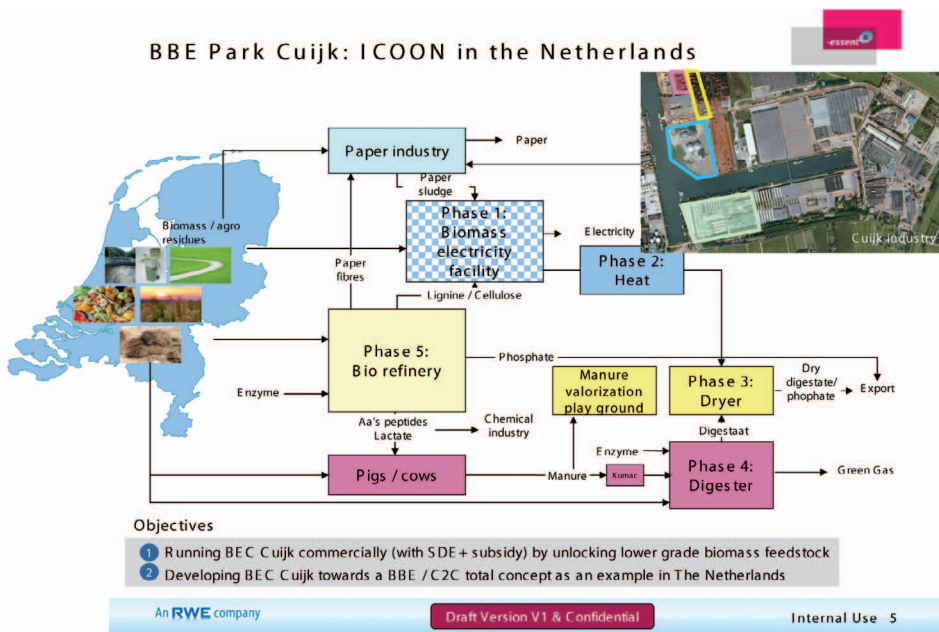 BBE Park Cuijk: ICOON in the Netherlands
essent
Paper industry
Paper
Paper
sludge
Biomass / agro
residues
Phase 1:
Biomass
electricity
facility
Electricity
Cuijk industry
Paper
fibres
Phase 2:
Heat
Lignine / Cellulose
Phase 5:
Bio refinery
Phosphate
Enzyme
Manure
valorization
play ground
Phase 3:
Dryer
Dry
digestate/
phophate
Export
Aa's peptides
Lactate
Chemical
industry
Digestaat
Enzyme
Pigs / cows
Manure
Kumac
Phase 4:
Digester
Green Gas
Objectives
1 Running BEC Cuijk commercially (with SDE+ subsidy) by unlocking lower grade biomass feedstock
2 Developing BEC Cuijk towards a BBE / C2C total concept as an example in The Netherlands
An RWE company
Draft Version V1 & Confidential
Internal Use 5